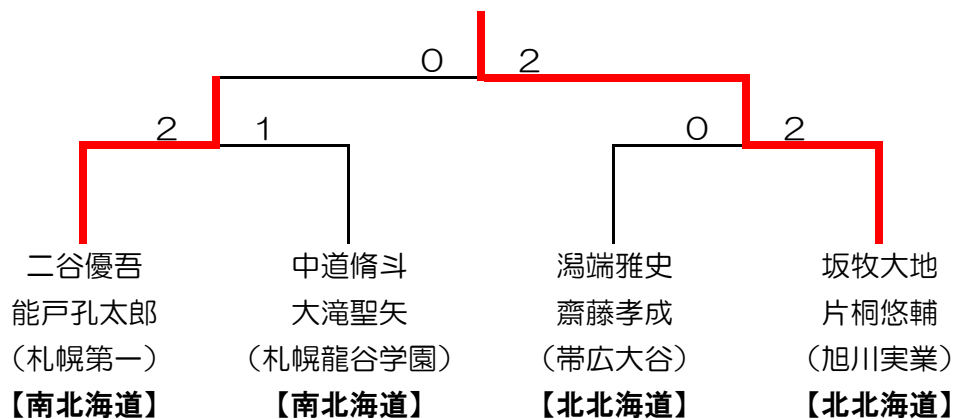 0 2
2 1 0 2
二谷優吾 中道脩斗 潟端雅史 坂牧大地
能戸孔太郎 大滝聖矢 齋藤孝成 片桐悠輔
（札幌第一） （札幌龍谷学園） （帯広大谷） （旭川実業）
【南北海道】 【南北海道】 【北北海道】 【北北海道】